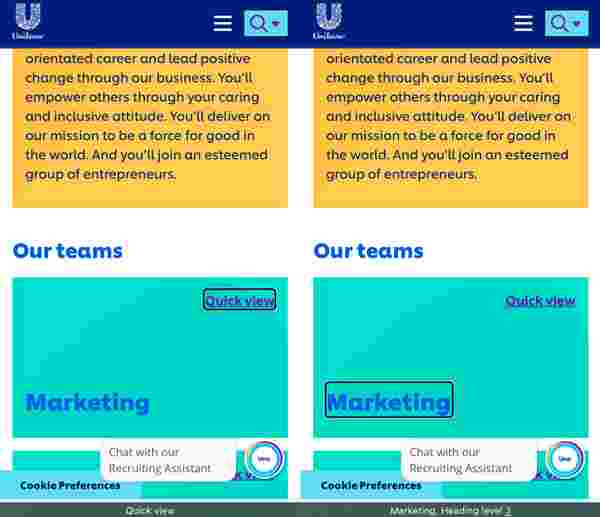 Unilever
orientated career and lead positive
change through our business. You'll
empower others through your caring
and inclusive attitude. You'll deliver on
our mission to be a force for good in
the world. And you'll join an esteemed
group of entrepreneurs.
Our teams
Quick view
Marketing
Chat with our
Recruiting Assistant
Una
Cookie Preferences
Quick view
Unilever
orientated career and lead positive
change through our business. You'll
empower others through your caring
and inclusive attitude. You'll deliver on
our mission to be a force for good in
the world. And you'll join an esteemed
group of entrepreneurs.
Our teams
Quick view
Marketing
Chat with our
Recruiting Assistant
Una
Cookie Preferences
Marketing, Heading level 3